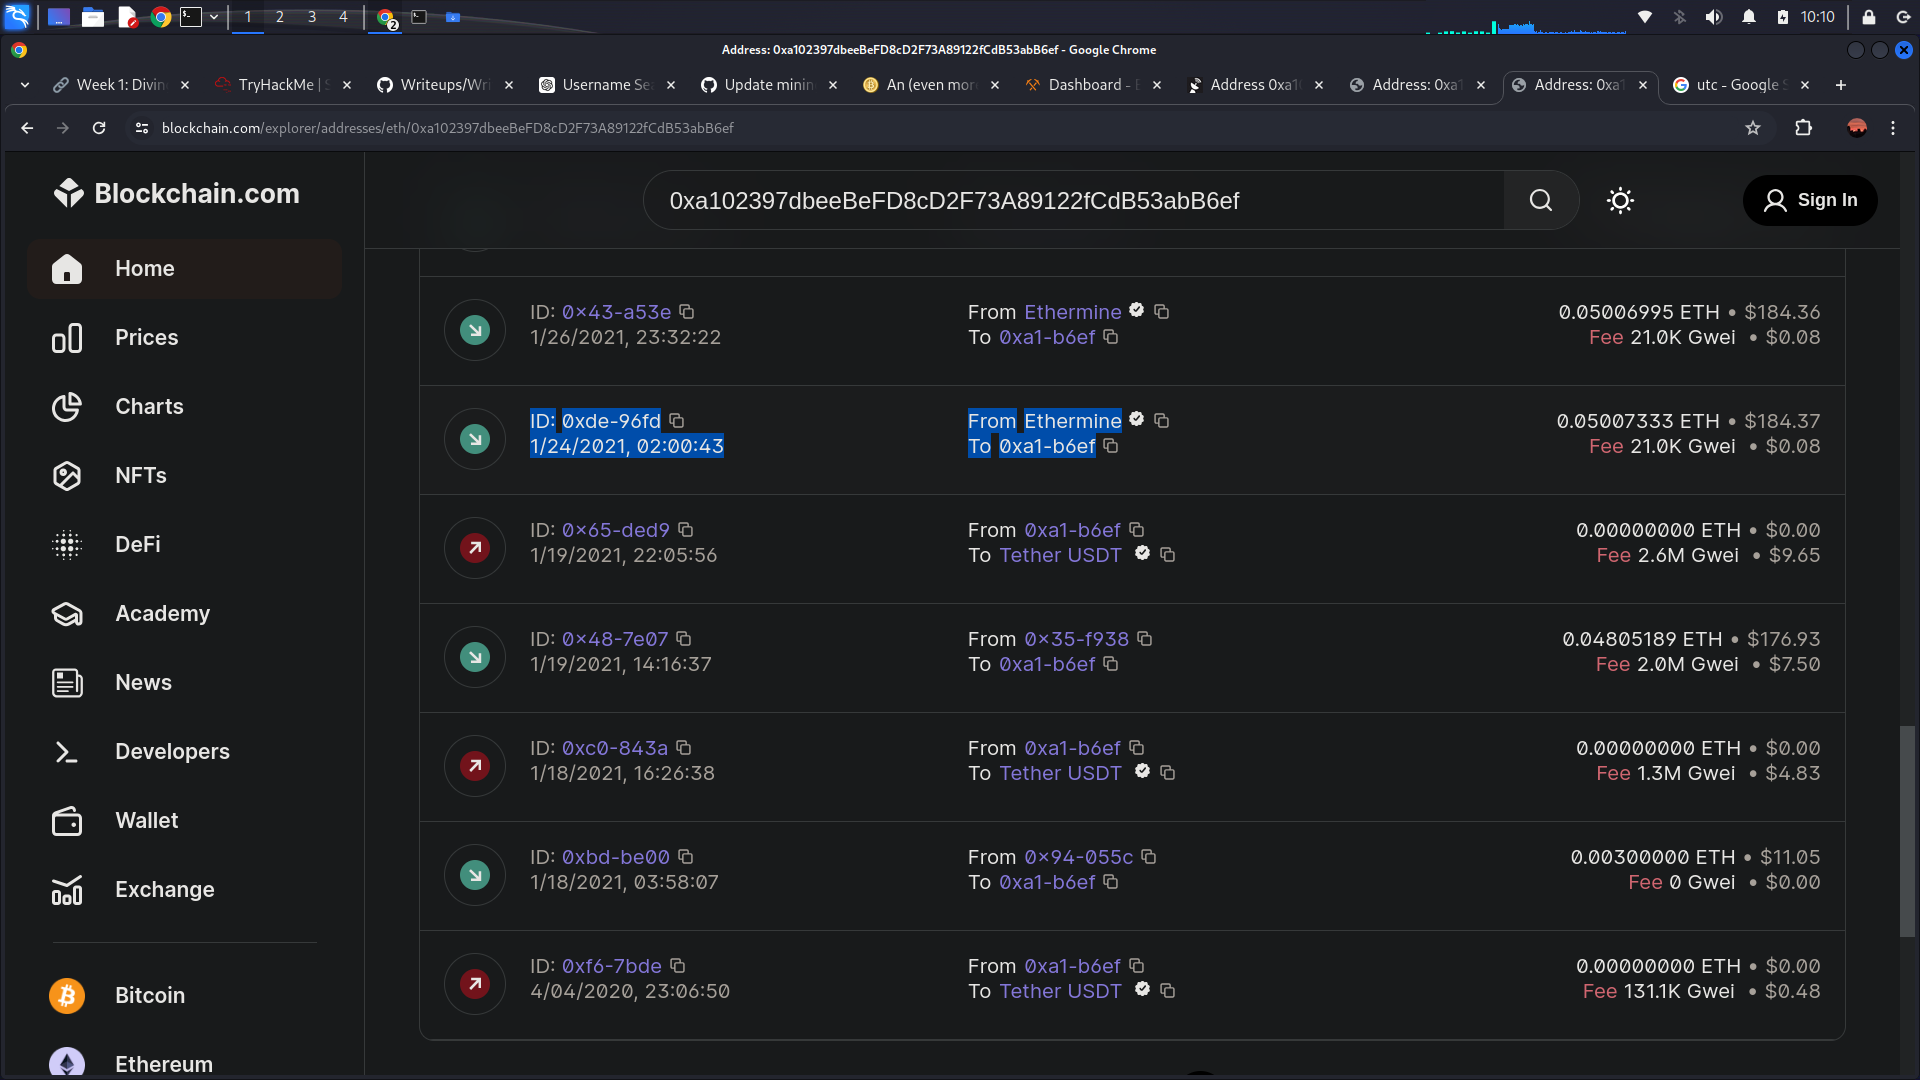 1 2 3 4 2 10:10
Address: 0xa102397dbeeBeFD8cD2F73A89122fCdB53abB6ef - Google Chrome
Week 1: Divin TryHackMe | S Writeups/Wri Username Se Update minin An (even mor Dashboard - E Address 0xa1 Address: 0xa1 Address: 0xa1 utc - Google S
blockchain.com/explorer/addresses/eth/0xa102397dbeeBeFD8cD2F73A89122fCdB53abB6ef
Blockchain.com
0xa102397dbeeBeFD8cD2F73A89122fCdB53abB6ef
Sign In
Home
Prices
Charts
NFTs
DeFi
Academy
News
Developers
Wallet
Exchange
Bitcoin
Ethereum
ID: 0x43-a53e From Ethermine 0.05006995 ETH • $184.36
1/26/2021, 23:32:22 To 0xa1-b6ef Fee 21.0K Gwei • $0.08
ID: 0xde-96fd From Ethermine 0.05007333 ETH • $184.37
1/24/2021, 02:00:43 To 0xa1-b6ef Fee 21.0K Gwei • $0.08
ID: 0x65-ded9 From 0xa1-b6ef 0.00000000 ETH • $0.00
1/19/2021, 22:05:56 To Tether USDT Fee 2.6M Gwei • $9.65
ID: 0x48-7e07 From 0x35-f938 0.04805189 ETH • $176.93
1/19/2021, 14:16:37 To 0xa1-b6ef Fee 2.0M Gwei • $7.50
ID: 0xc0-843a From 0xa1-b6ef 0.00000000 ETH • $0.00
1/18/2021, 16:26:38 To Tether USDT Fee 1.3M Gwei • $4.83
ID: 0xbd-be00 From 0x94-055c 0.00300000 ETH • $11.05
1/18/2021, 03:58:07 To 0xa1-b6ef Fee 0 Gwei • $0.00
ID: 0xf6-7bde From 0xa1-b6ef 0.00000000 ETH • $0.00
4/04/2020, 23:06:50 To Tether USDT Fee 131.1K Gwei • $0.48